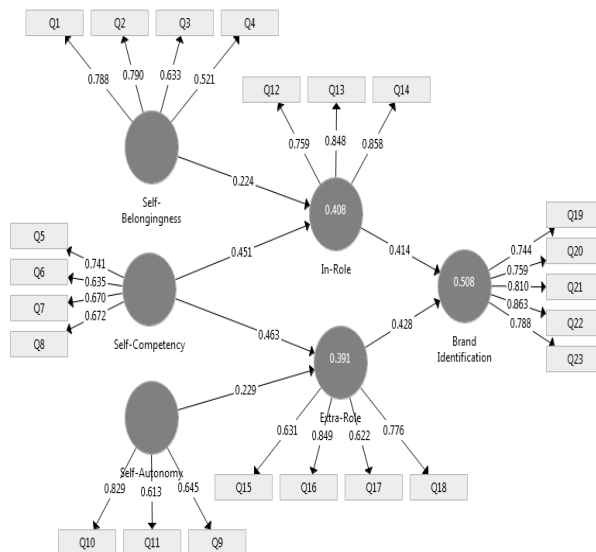 Q1 Q2 Q3 Q4
0.788 0.790 0.633 0.521
Q12 Q13 Q14
0.759 0.848 0.858
Self-
Belongingness
0.224
0.408
In-Role
Q5
Q6
Q7
Q8
0.741
0.635
0.670
0.672
Self-Competency
0.451
0.463
0.414
0.428
0.508
Brand
Identification
Q19
Q20
Q21
Q22
Q23
0.744
0.759
0.810
0.863
0.788
0.229
0.391
Extra-Role
0.631 0.849 0.622 0.776
Q15 Q16 Q17 Q18
Self-Autonomy
0.829 0.613 0.645
Q10 Q11 Q9